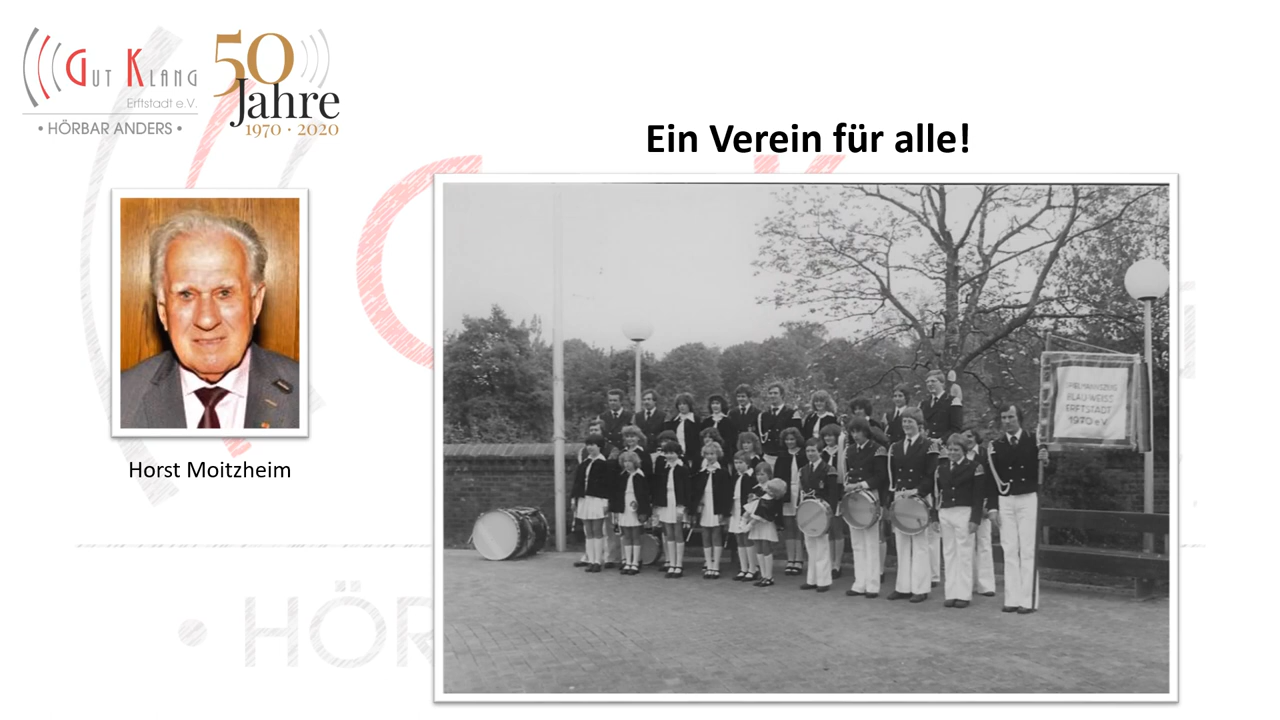 GUT KLANG
Erftstadt e.V.
• HÖRBAR ANDERS •
50
Jahre
1970 · 2020
Ein Verein für alle!
SPIELMANNSZUG
BLAU WEISS
ERFTSTADT
1970 e.V.
Horst Moitzheim
• HÖR